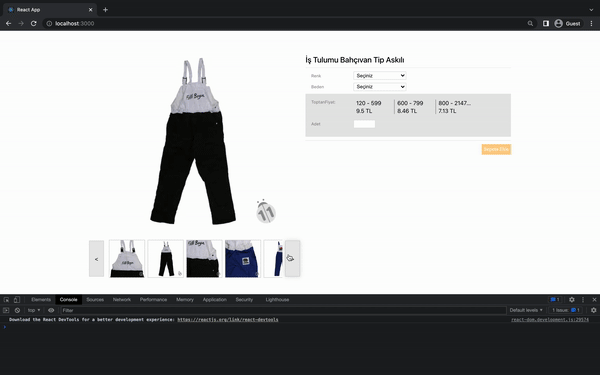 React App
localhost:3000
Guest
İş Tulumu Bahçıvan Tip Askılı
Renk
Seçiniz
Beden
Seçiniz
ToptanFiyat:
120 - 599
600 - 799
800 - 2147...
9.5 TL
8.46 TL
7.13 TL
Adet
Sepete Ekle
<
Elements
Console
Sources
Network
Performance
Memory
Application
Security
Lighthouse
1
top
Filter
Default levels
1 Issue:
1
Download the React DevTools for a better development experience: https://reactjs.org/link/react-devtools
react-dom.development.js:29574
>